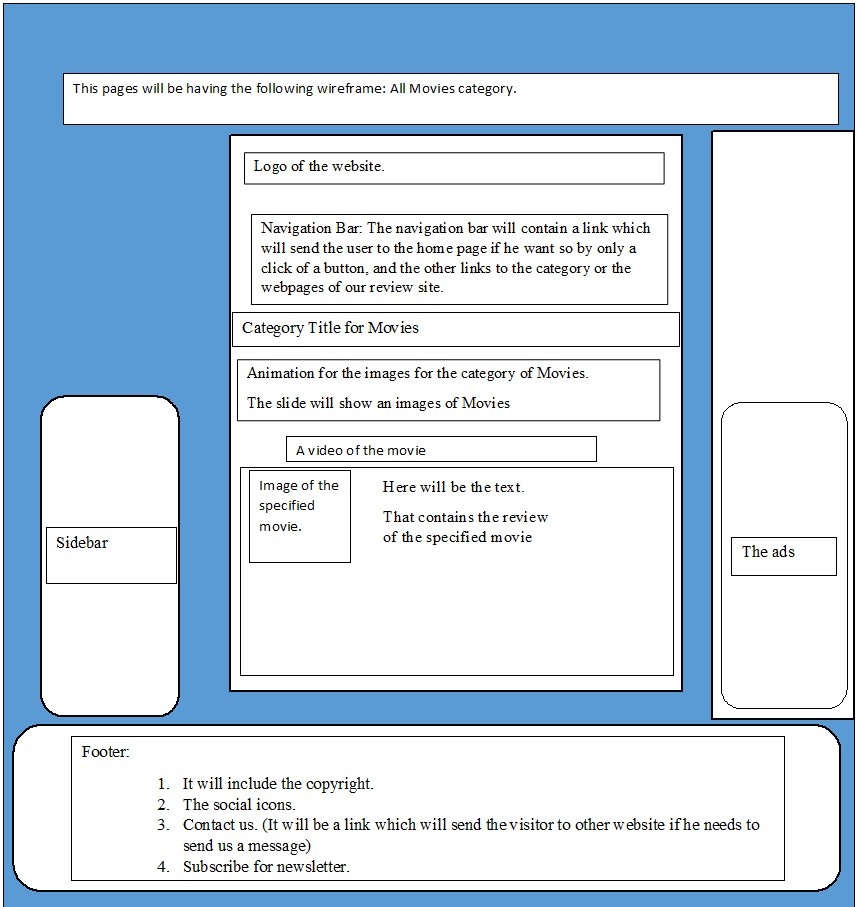 This pages will be having the following wireframe: All Movies category.
Logo of the website.
Navigation Bar: The navigation bar will contain a link which
will send the user to the home page if he want so by only a
click of a button, and the other links to the category or the
webpages of our review site.
Category Title for Movies
Animation for the images for the category of Movies.
The slide will show an images of Movies
A video of the movie
Image of the
specified
movie.
Here will be the text.
That contains the review
of the specified movie
Sidebar
The ads
Footer:
1. It will include the copyright.
2. The social icons.
3. Contact us. (It will be a link which will send the visitor to other website if he needs to
send us a message)
4. Subscribe for newsletter.